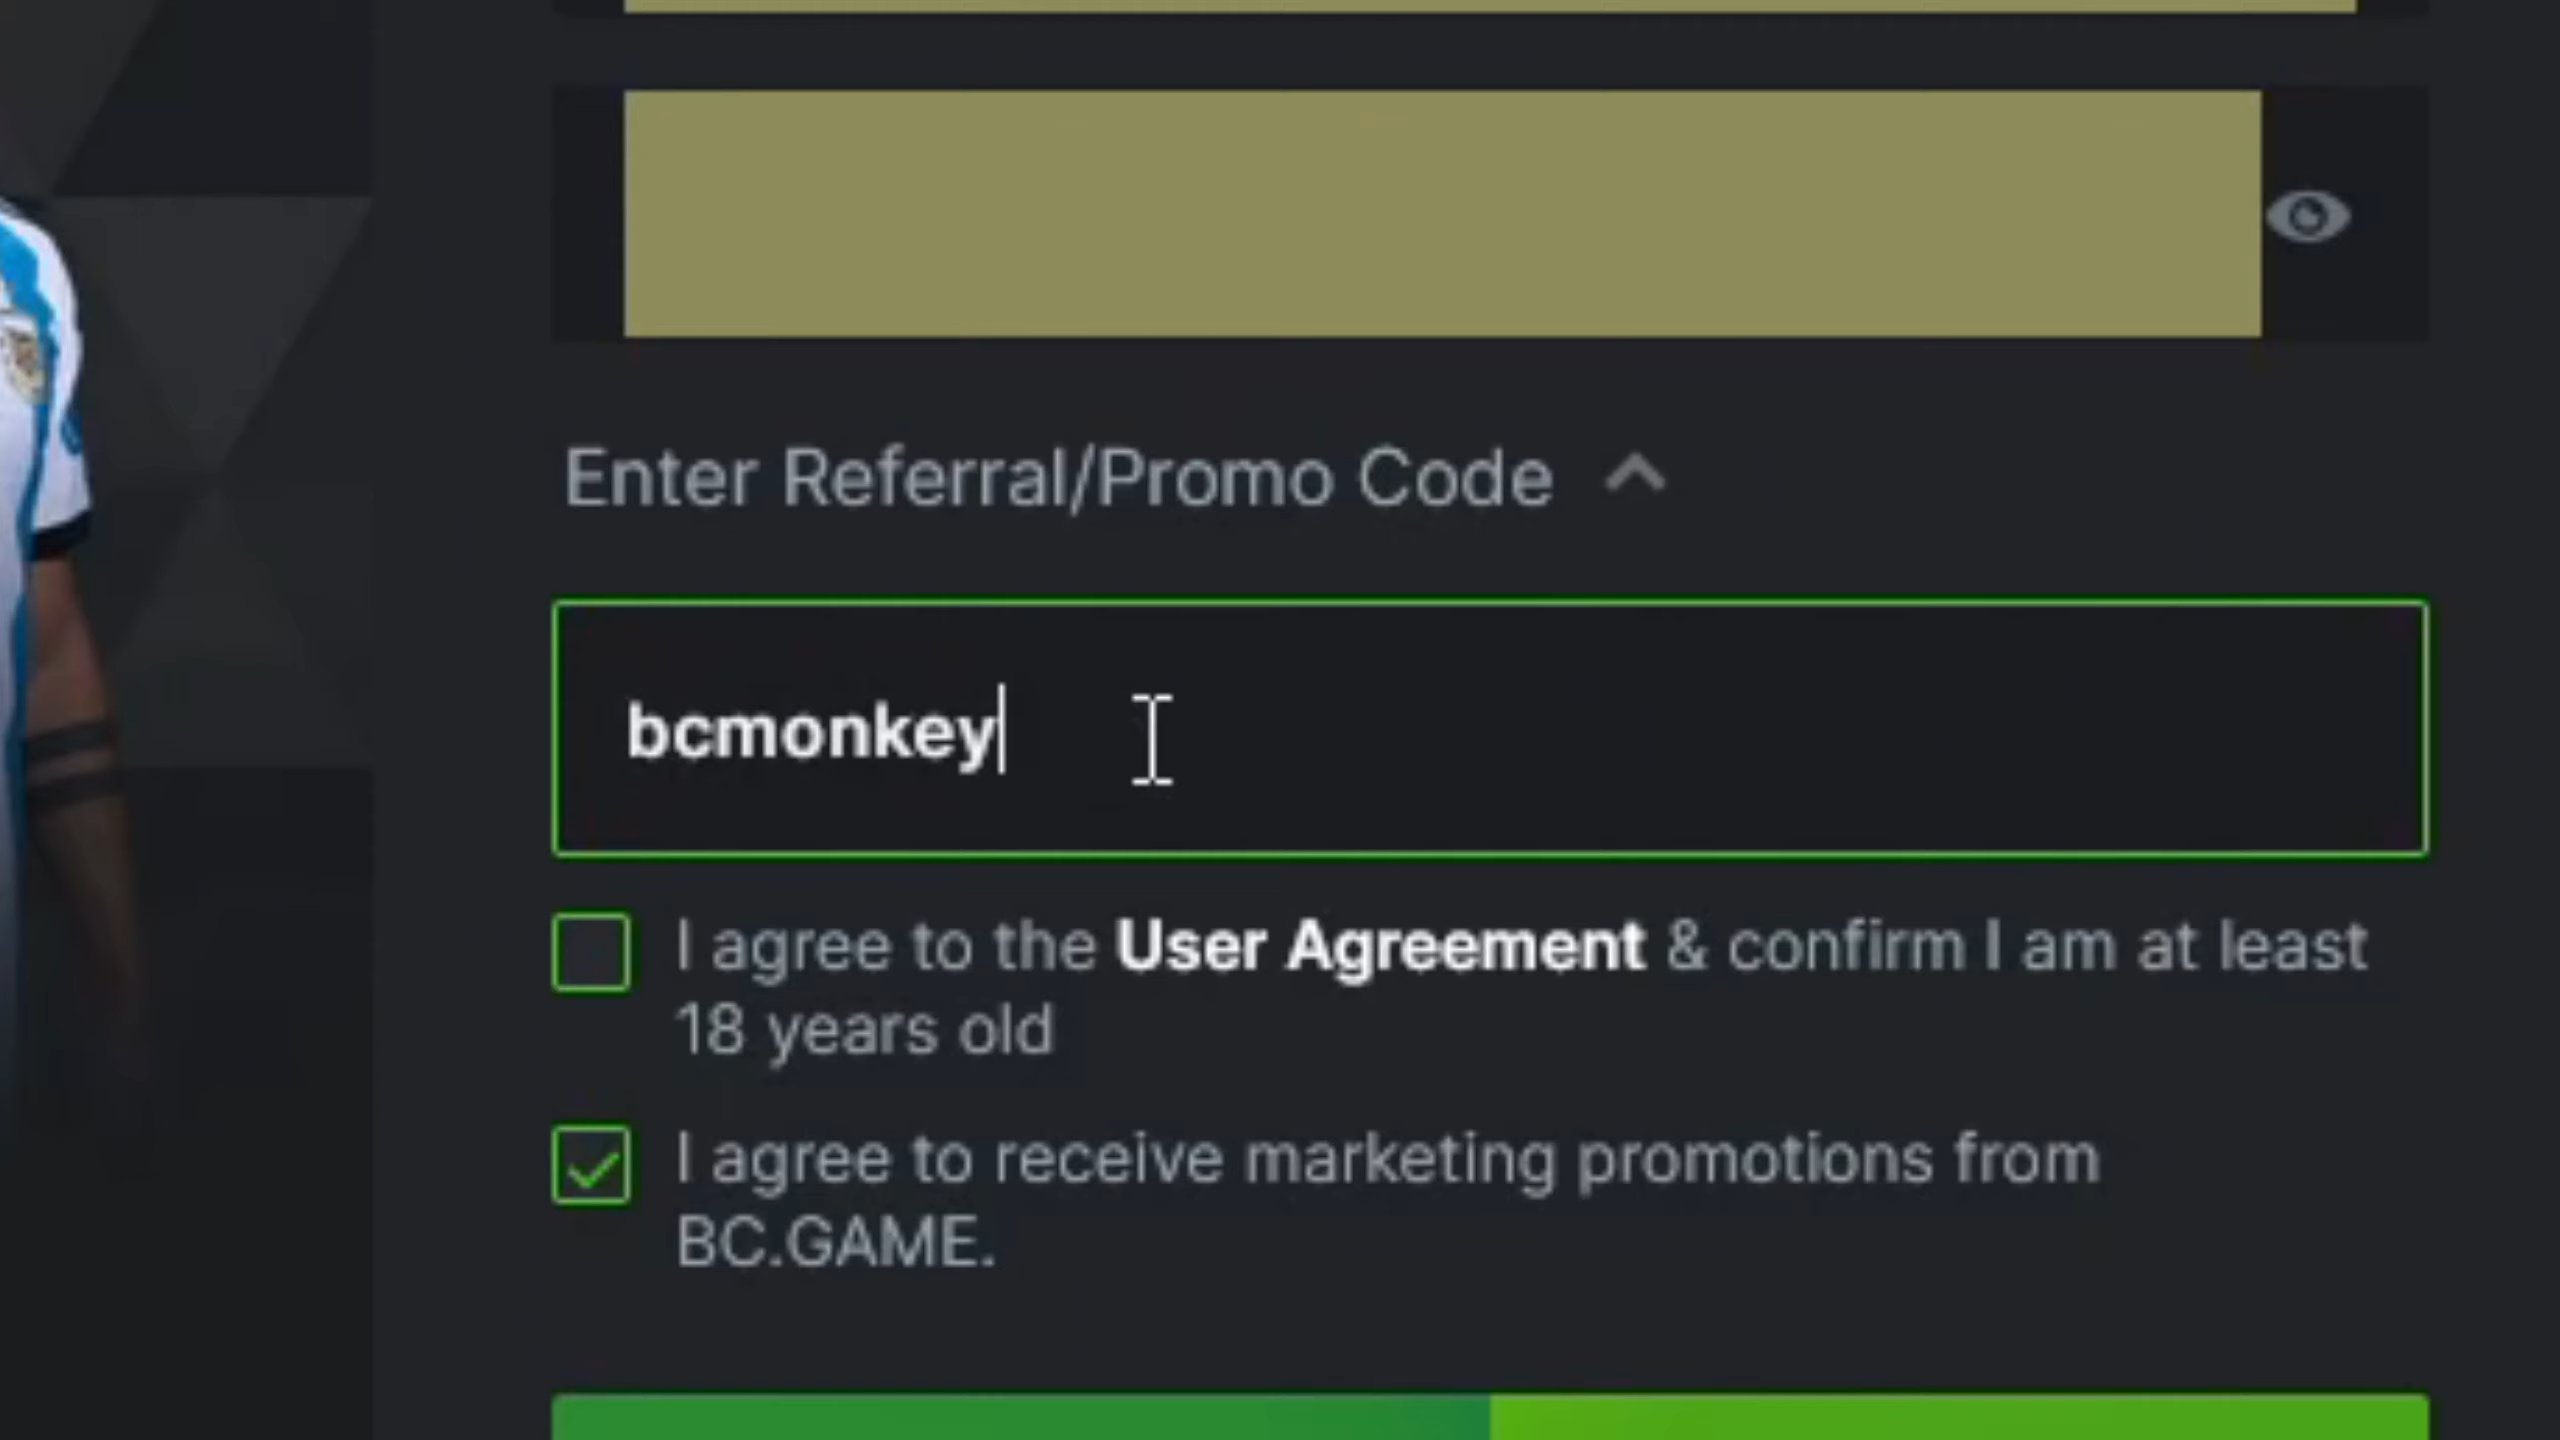 Enter Referral/Promo Code
bcmonkey
I agree to the User Agreement & confirm I am at least
18 years old
I agree to receive marketing promotions from
BC.GAME.